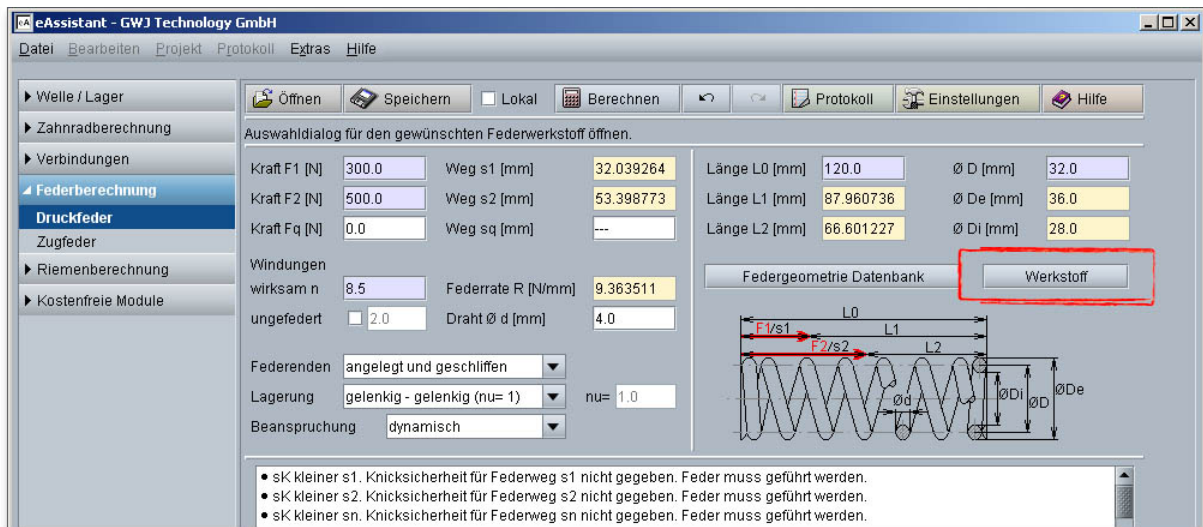 eA eAssistant - GWJ Technology GmbH
Datei Bearbeiten Projekt Protokoll Extras Hilfe
Welle / Lager
Zahnradberechnung
Verbindungen
Federberechnung
Druckfeder
Zugfeder
Riemenberechnung
Kostenfreie Module
Öffnen Speichern Lokal Berechnen Protokoll Einstellungen Hilfe
Auswahldialog für den gewünschten Federwerkstoff öffnen.
Kraft F1 [N] 300.0 Weg s1 [mm] 32.039264
Kraft F2 [N] 500.0 Weg s2 [mm] 53.398773
Kraft Fq [N] 0.0 Weg sq [mm] ---
Windungen
wirksam n 8.5 Federrate R [N/mm] 9.363511
ungefedert 2.0 Draht Ø d [mm] 4.0
Federenden angelegt und geschliffen
Lagerung gelenkig - gelenkig (nu= 1) nu= 1.0
Beanspruchung dynamisch
Länge L0 [mm] 120.0 Ø D [mm] 32.0
Länge L1 [mm] 87.960736 Ø De [mm] 36.0
Länge L2 [mm] 66.601227 Ø Di [mm] 28.0
Federgeometrie Datenbank Werkstoff
L0
F1/s1 L1
F2/s2 L2
Ød ØDi ØD ØDe
● sK kleiner s1. Knicksicherheit für Federweg s1 nicht gegeben. Feder muss geführt werden.
● sK kleiner s2. Knicksicherheit für Federweg s2 nicht gegeben. Feder muss geführt werden.
● sK kleiner sn. Knicksicherheit für Federweg sn nicht gegeben. Feder muss geführt werden.